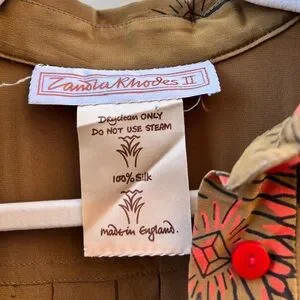 Zandra Rhodes II
Dryclean ONLY
DO NOT USE STEAM
100% Silk
made in England.